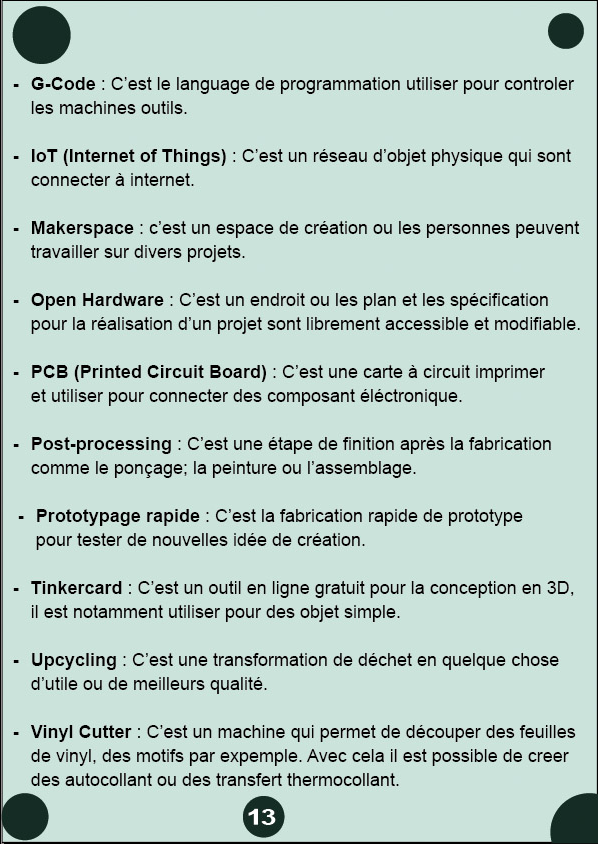 - G-Code : C’est le language de programmation utiliser pour controler
les machines outils.
- IoT (Internet of Things) : C’est un réseau d’objet physique qui sont
connecter à internet.
- Makerspace : c’est un espace de création ou les personnes peuvent
travailler sur divers projets.
- Open Hardware : C’est un endroit ou les plan et les spécification
pour la réalisation d’un projet sont librement accessible et modifiable.
- PCB (Printed Circuit Board) : C’est une carte à circuit imprimer
et utiliser pour connecter des composant éléctronique.
- Post-processing : C’est une étape de finition après la fabrication
comme le ponçage; la peinture ou l’assemblage.
- Prototypage rapide : C’est la fabrication rapide de prototype
pour tester de nouvelles idée de création.
- Tinkercard : C’est un outil en ligne gratuit pour la conception en 3D,
il est notamment utiliser pour des objet simple.
- Upcycling : C’est une transformation de déchet en quelque chose
d’utile ou de meilleurs qualité.
- Vinyl Cutter : C’est un machine qui permet de découper des feuilles
de vinyl, des motifs par expemple. Avec cela il est possible de creer
des autocollant ou des transfert thermocollant.
13